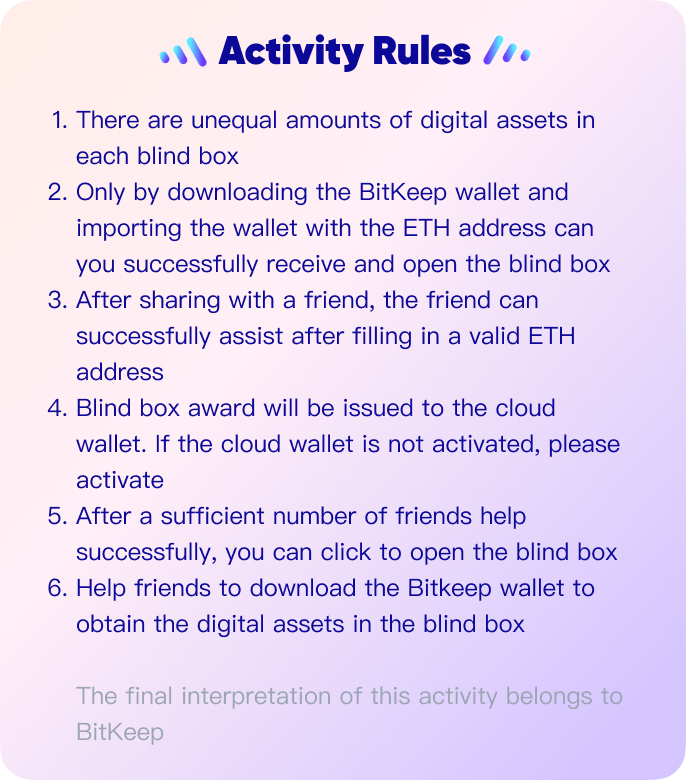 Activity Rules
1. There are unequal amounts of digital assets in
each blind box
2. Only by downloading the BitKeep wallet and
importing the wallet with the ETH address can
you successfully receive and open the blind box
3. After sharing with a friend, the friend can
successfully assist after filling in a valid ETH
address
4. Blind box award will be issued to the cloud
wallet. If the cloud wallet is not activated, please
activate
5. After a sufficient number of friends help
successfully, you can click to open the blind box
6. Help friends to download the Bitkeep wallet to
obtain the digital assets in the blind box
The final interpretation of this activity belongs to
BitKeep